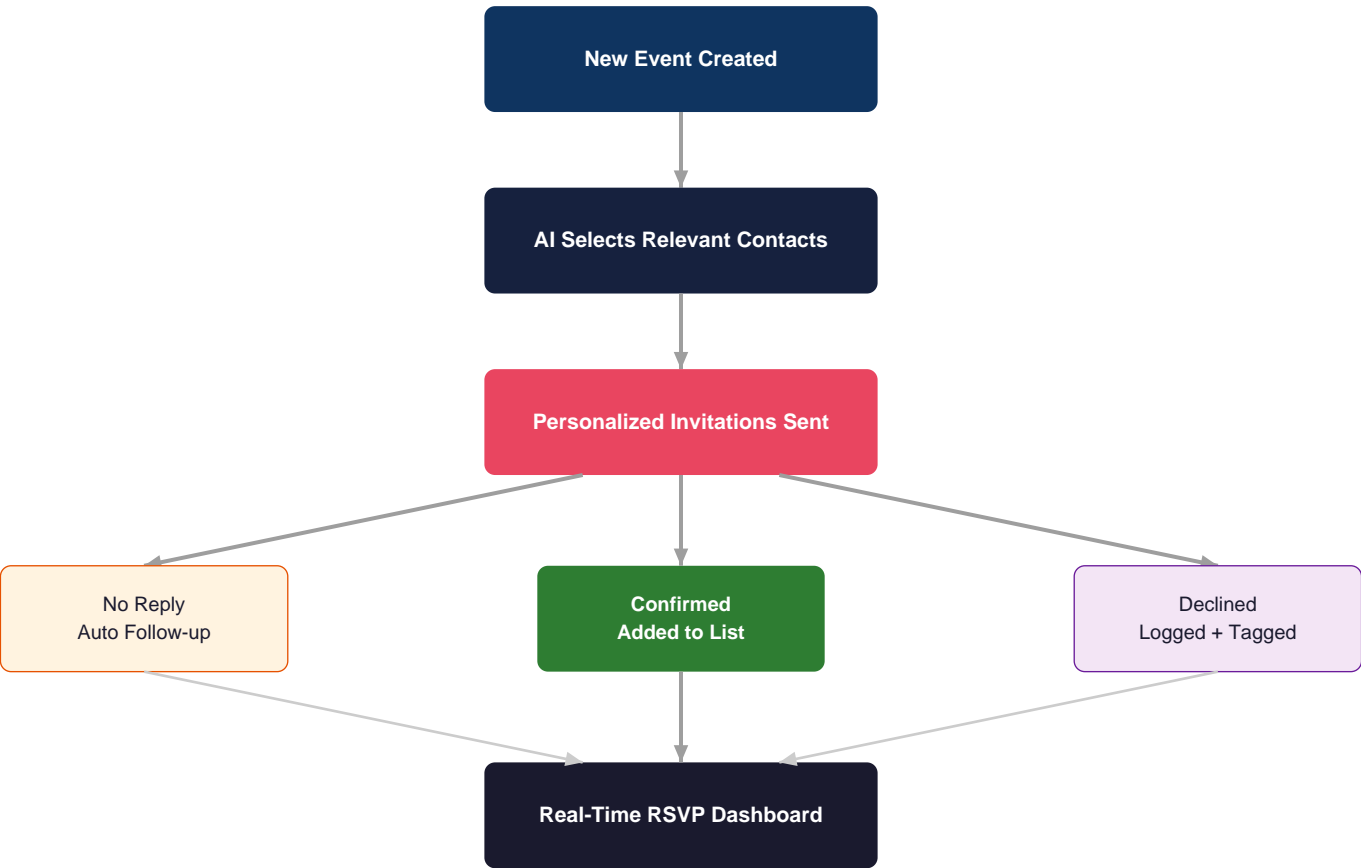 New Event Created
AI Selects Relevant Contacts
Personalized Invitations Sent
No Reply
Auto Follow-up
Confirmed
Added to List
Declined
Logged + Tagged
Real-Time RSVP Dashboard